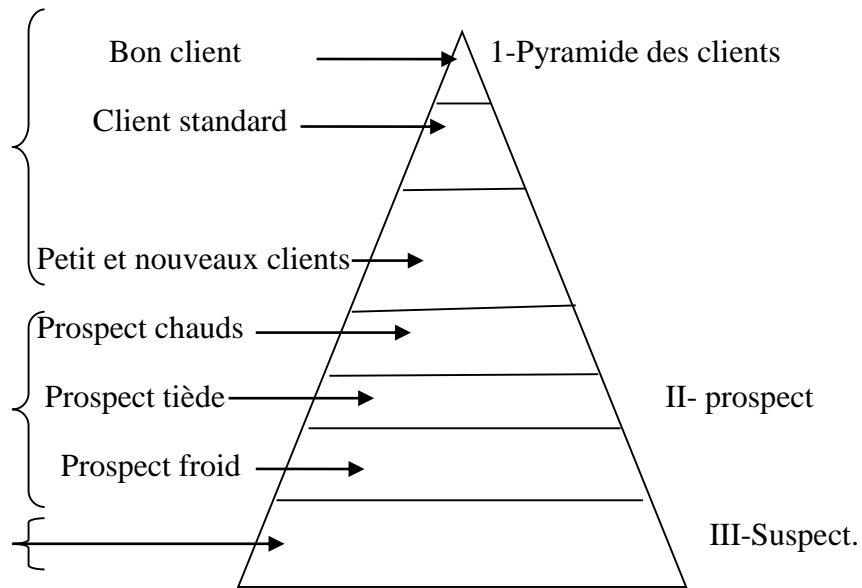 Bon client 1-Pyramide des clients
Client standard
Petit et nouveaux clients
Prospect chauds
Prospect tiède II- prospect
Prospect froid
III-Suspect.